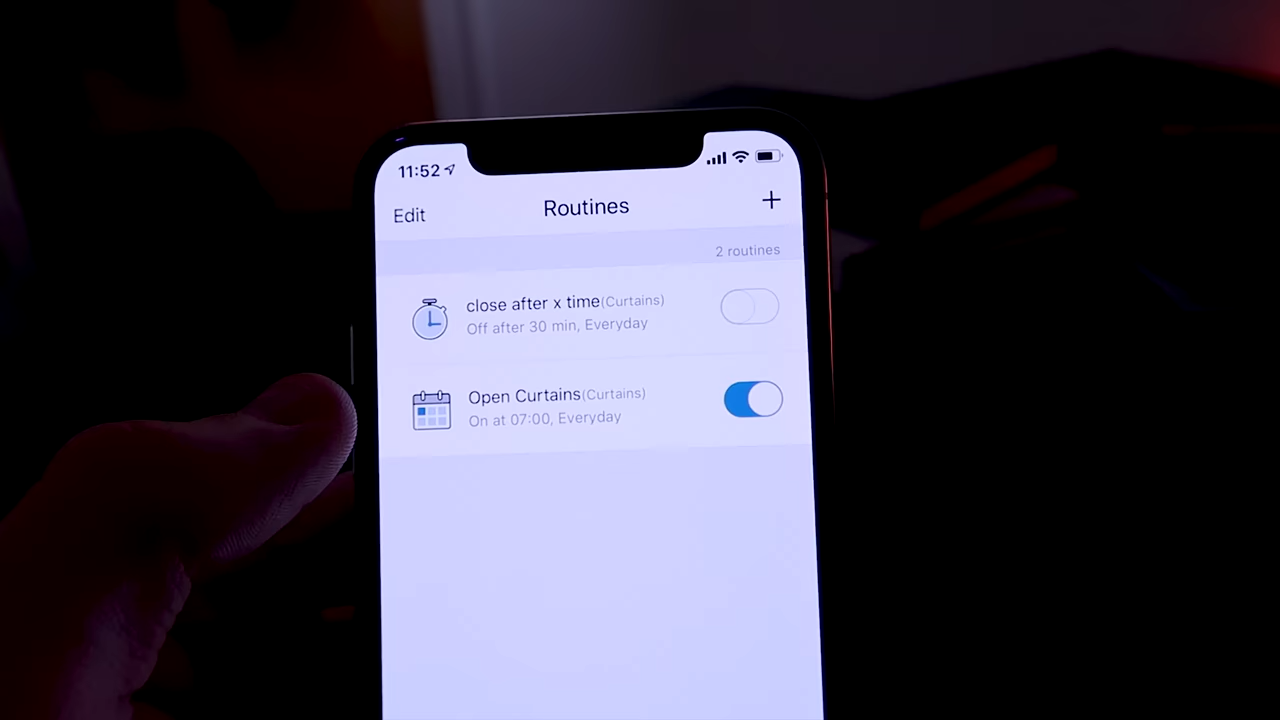 11:52
Edit
Routines
+
2 routines
close after x time(Curtains)
Off after 30 min, Everyday
Open Curtains(Curtains)
On at 07:00, Everyday